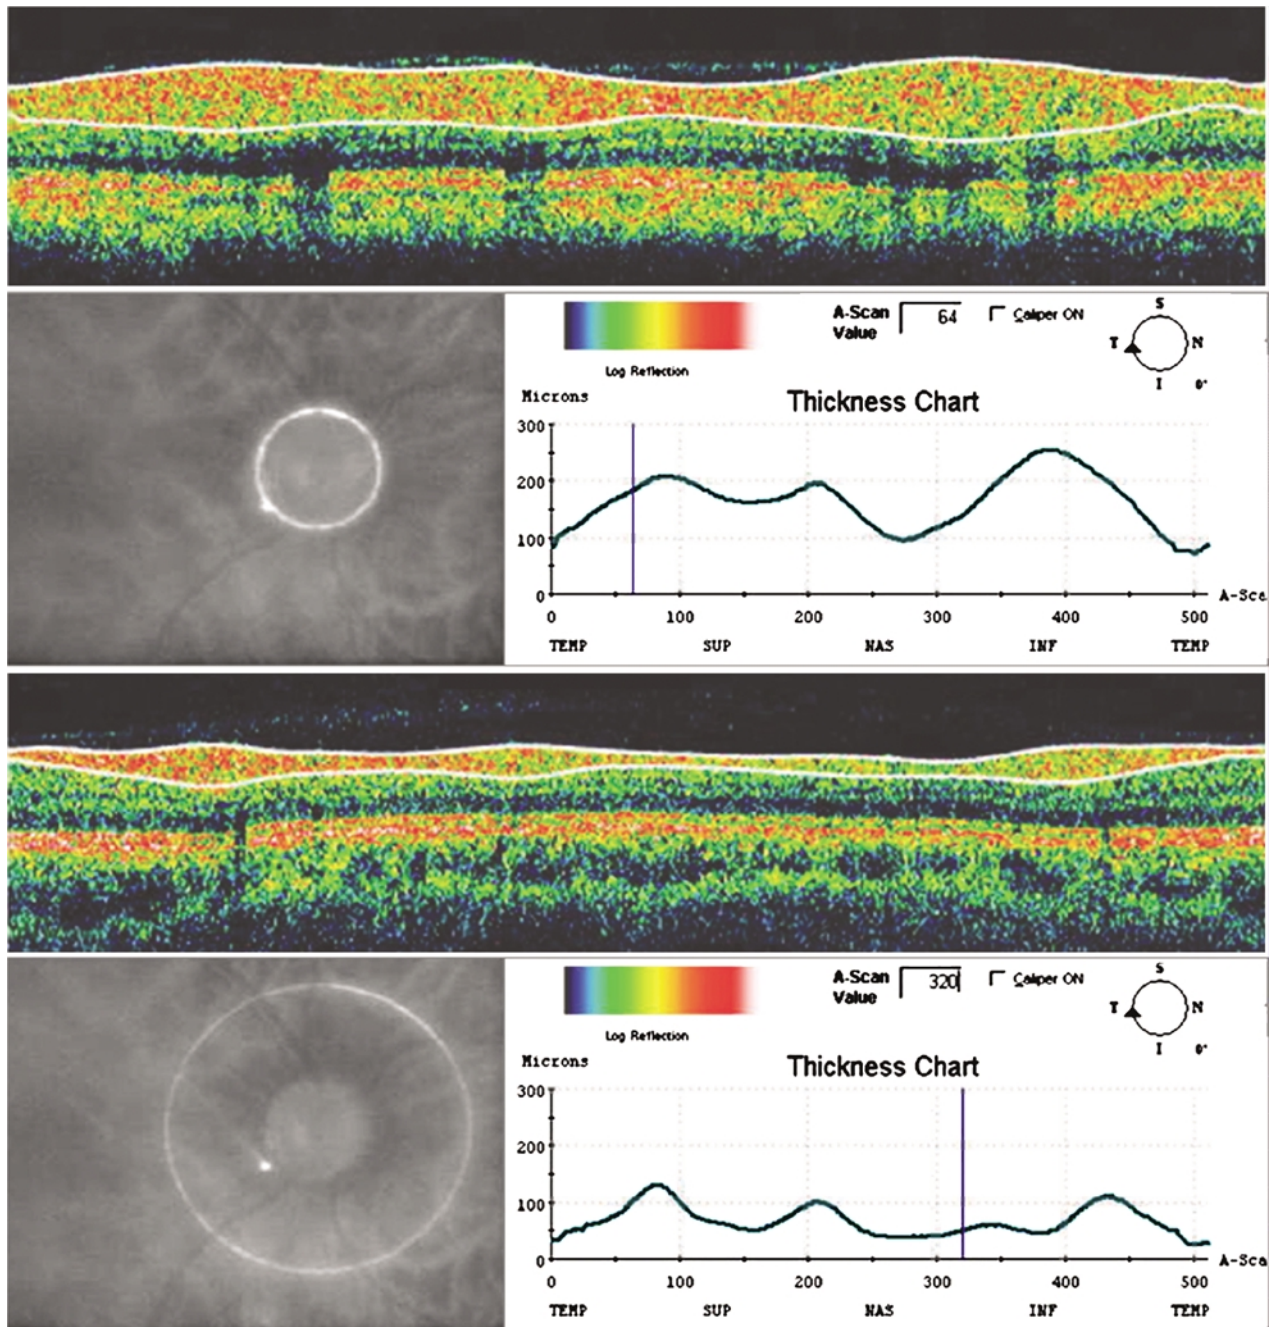 A-Scan Value 64 Caliper ON
S
T N
I 0°
Log Reflection
Microns
Thickness Chart
300
200
100
0
A-Sca
0 100 200 300 400 500
TEMP SUP NAS INF TEMP
A-Scan Value 320 Caliper ON
S
T N
I 0°
Log Reflection
Microns
Thickness Chart
300
200
100
0
A-Sca
0 100 200 300 400 500
TEMP SUP NAS INF TEMP